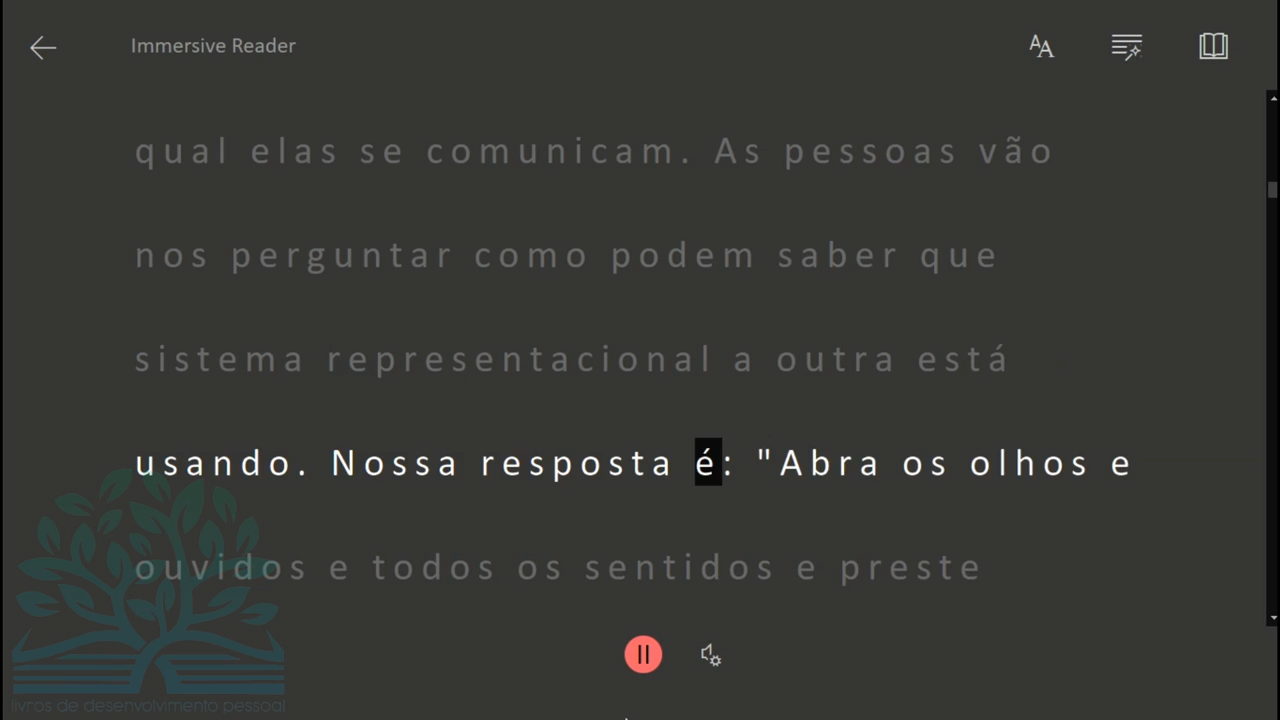 Immersive Reader
qual elas se comunicam. As pessoas vão
nos perguntar como podem saber que
sistema representacional a outra está
usando. Nossa resposta é: "Abra os olhos e
ouvidos e todos os sentidos e preste
livros de desenvolvimento pessoal